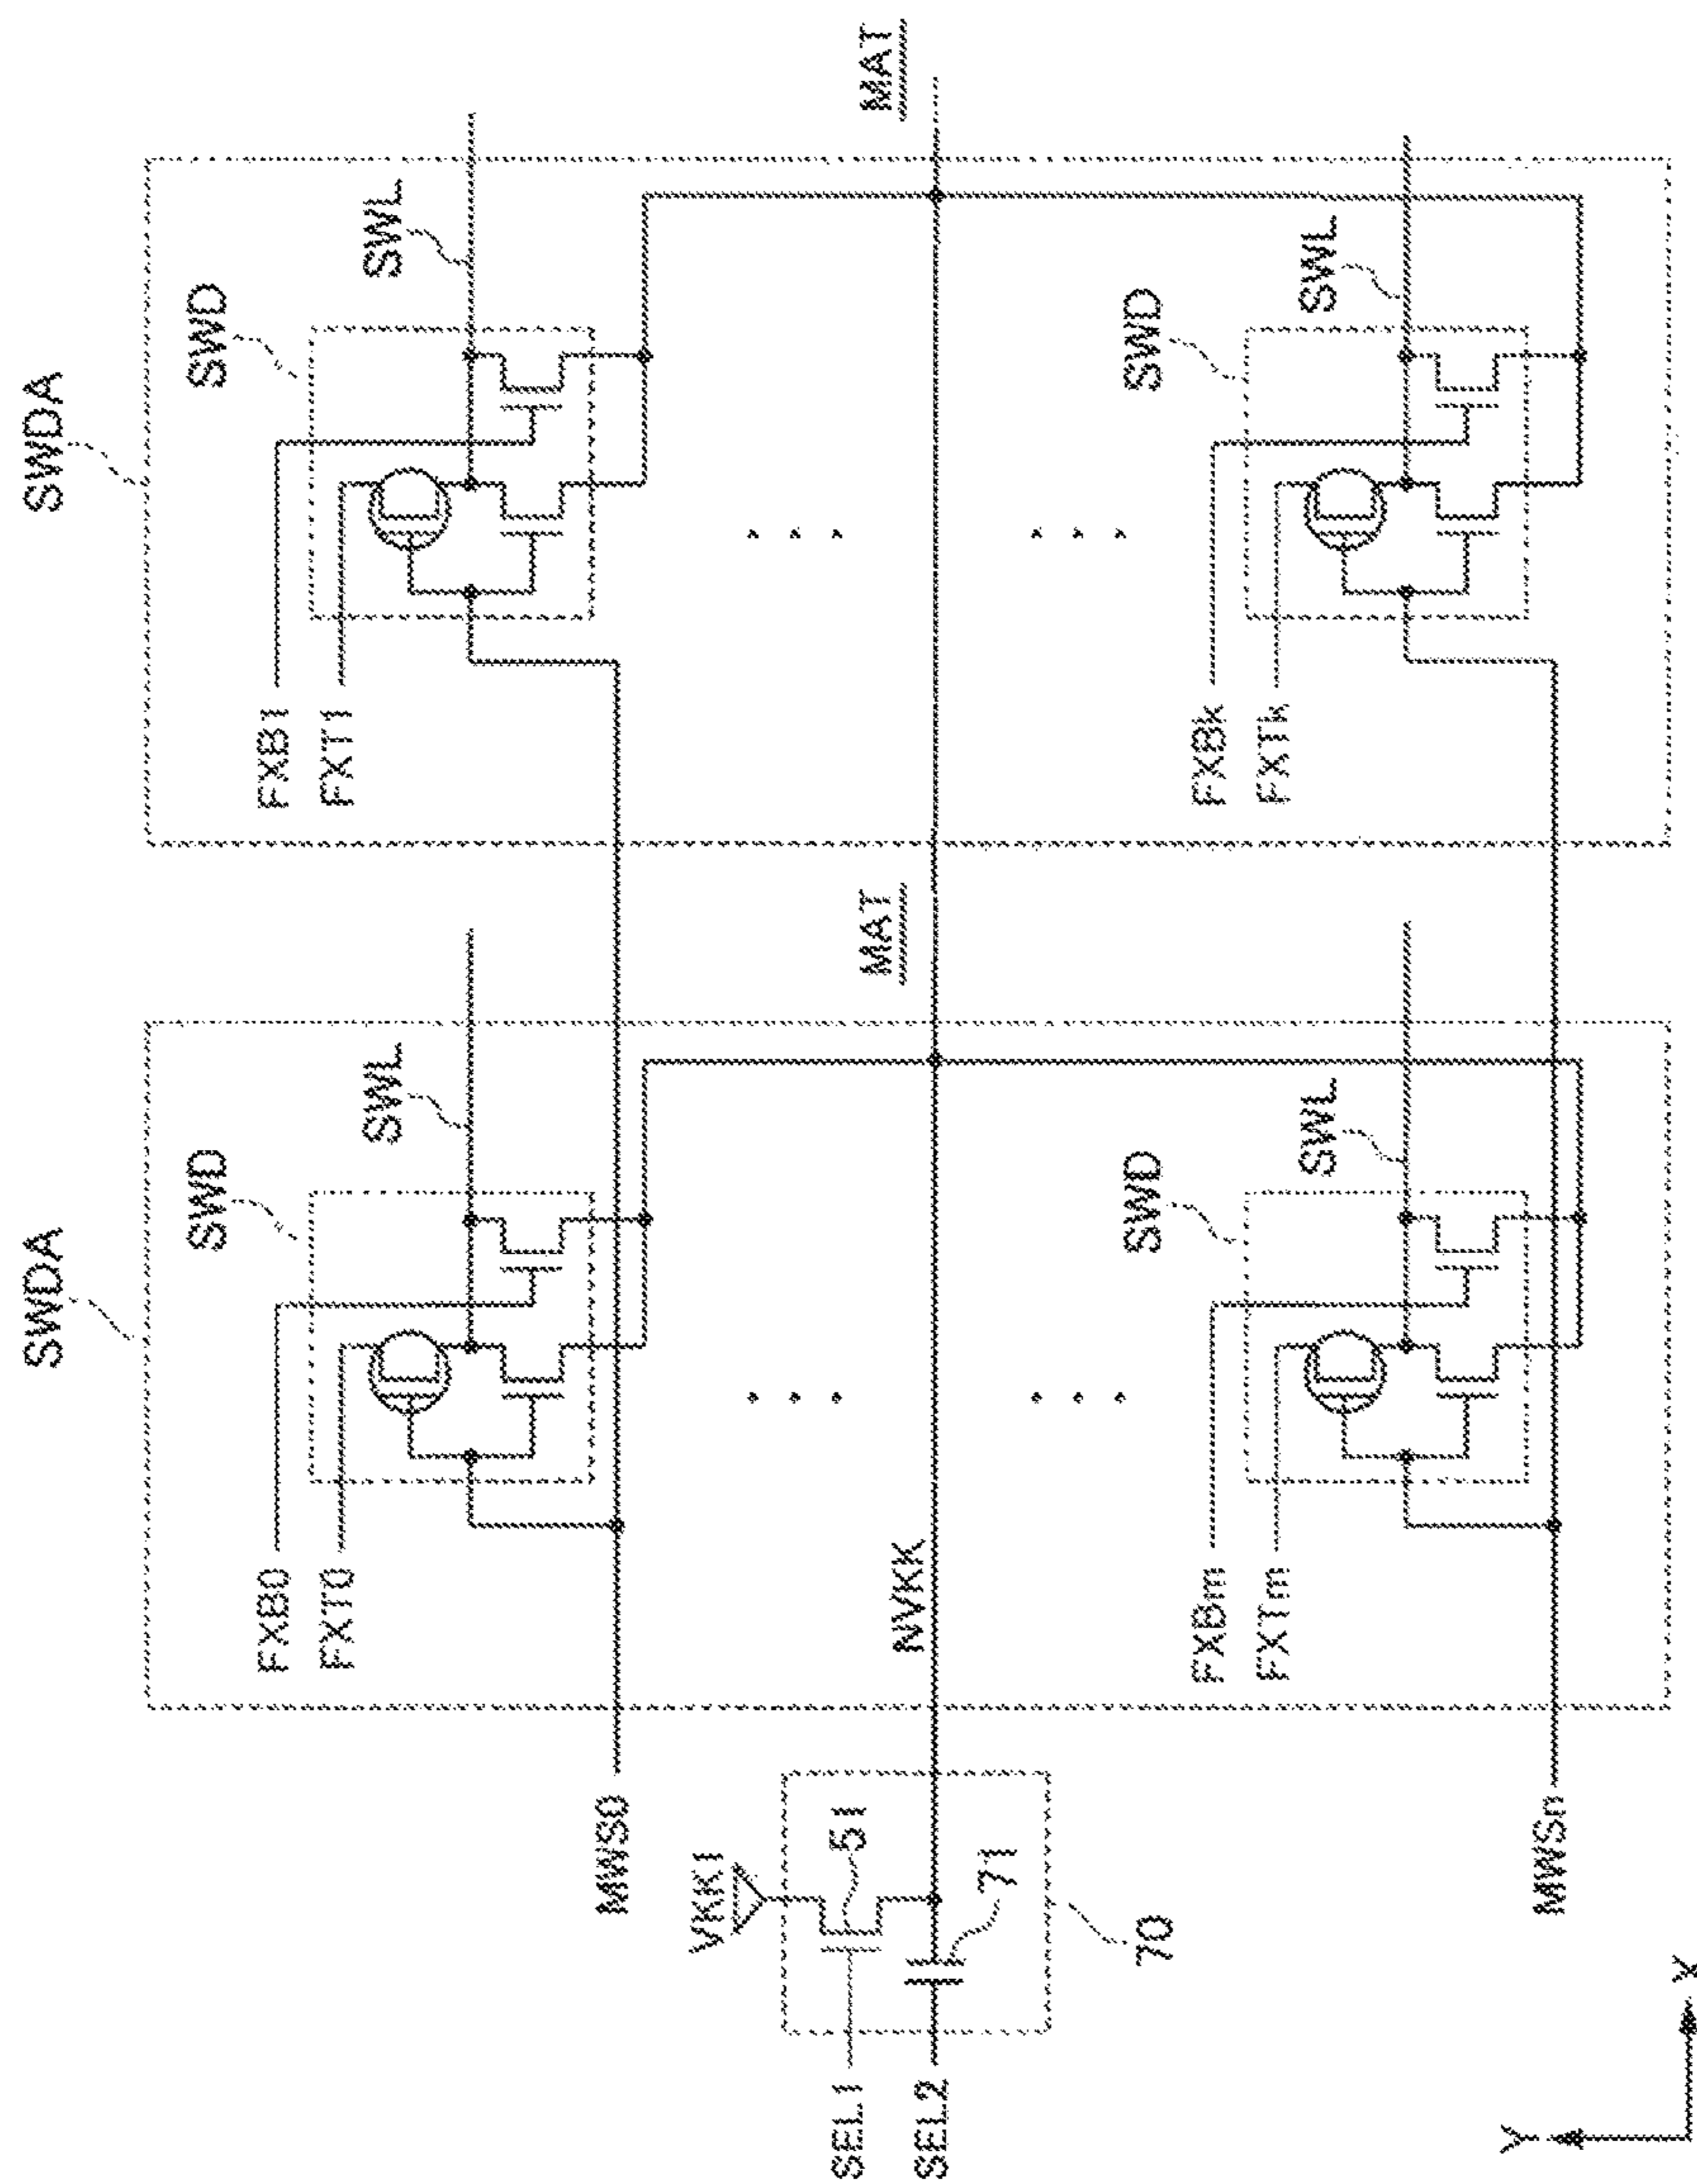 SWDA
SWDA
SWD
SWL
SWD
SWL
FXB0
FXT0
FXB1
FXT1
MAT
MAT
MWS0
VKK1
51
NVKK
SEL1
SEL2
71
70
SWD
SWL
SWD
SWL
FXBm
FXTm
FXBk
FXTk
MWSn
Y
X